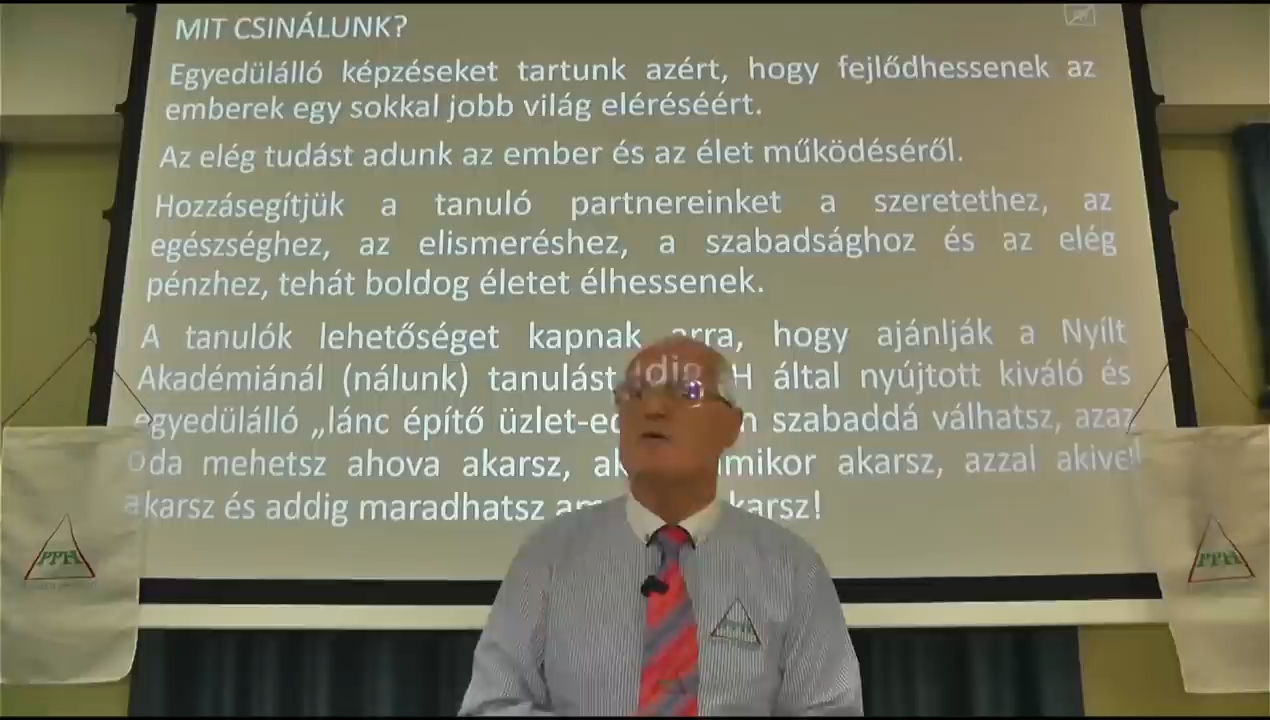 MIT CSINÁLUNK?
Egyedülálló képzéseket tartunk azért, hogy fejlődhessenek az
emberek egy sokkal jobb világ eléréséért.
Az elég tudást adunk az ember és az élet működéséről.
Hozzásegítjük a tanuló partnereinket a szeretethez, az
egészséghez, az elismeréshez, a szabadsághoz és az elég
pénzhez, tehát boldog életet élhessenek.
A tanulók lehetőséget kapnak arra, hogy ajánlják a Nyílt
Akadémiánál (nálunk) tanulást H által nyújtott kiváló és
egyedülálló „lánc építő szabaddá válhatsz, azaz
Oda mehetsz ahova akarsz, akarsz, azzal akivel
akarsz és addig maradhatsz
PPH
PPH
PPH